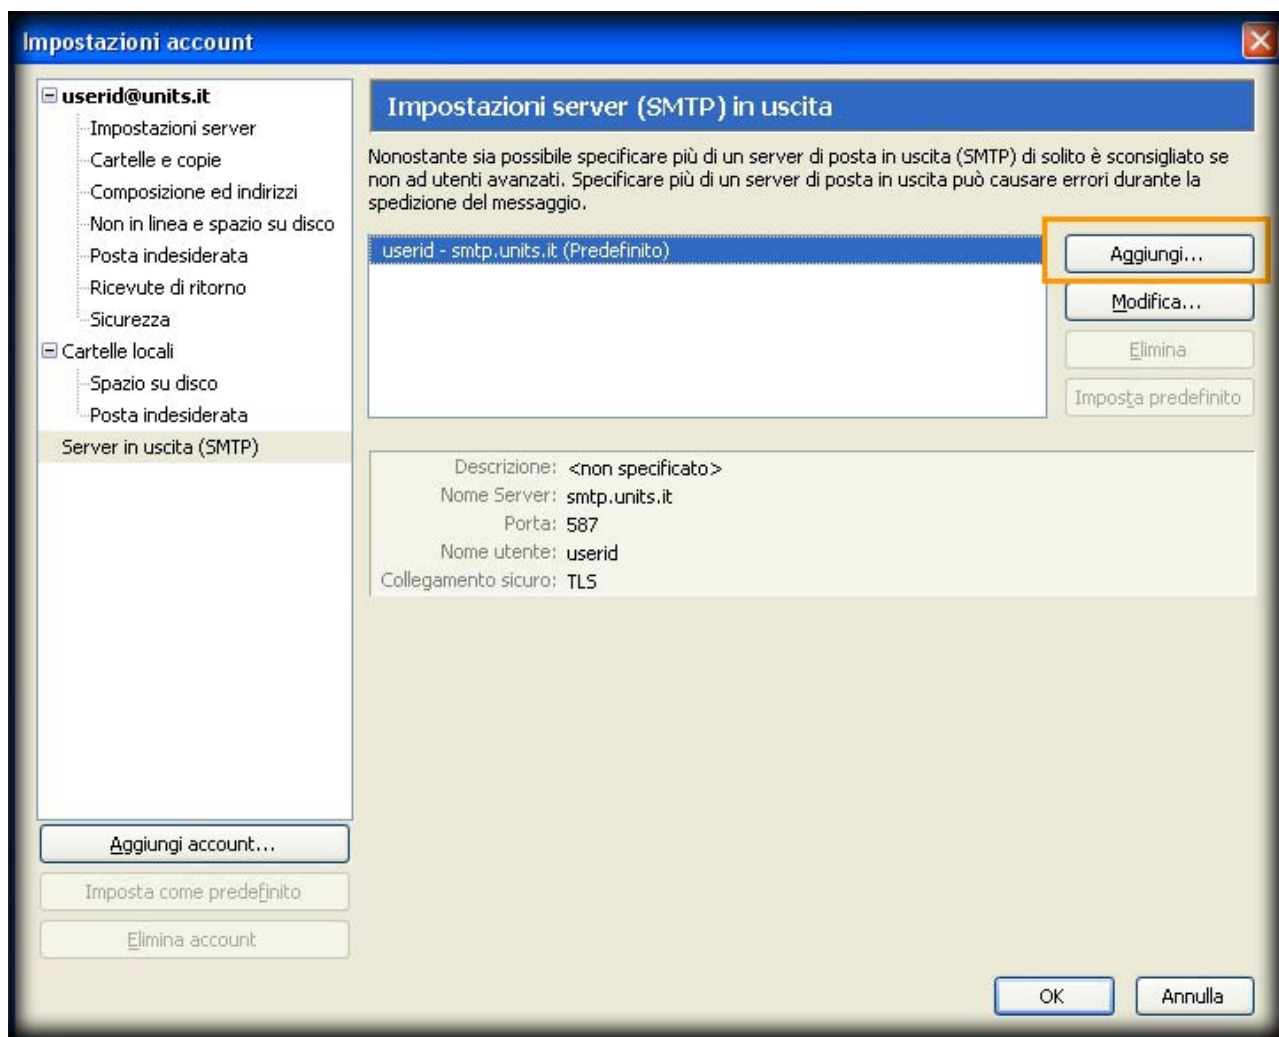 Impostazioni account
userid@units.it
Impostazioni server
Cartelle e copie
Composizione ed indirizzi
Non in linea e spazio su disco
Posta indesiderata
Ricevute di ritorno
Sicurezza
Cartelle locali
Spazio su disco
Posta indesiderata
Server in uscita (SMTP)
Aggiungi account...
Imposta come predefinito
Elimina account
Impostazioni server (SMTP) in uscita
Nonostante sia possibile specificare più di un server di posta in uscita (SMTP) di solito è sconsigliato se
non ad utenti avanzati. Specificare più di un server di posta in uscita può causare errori durante la
spedizione del messaggio.
userid - smtp.units.it (Predefinito)
Aggiungi...
Modifica...
Elimina
Imposta predefinito
Descrizione: <non specificato>
Nome Server: smtp.units.it
Porta: 587
Nome utente: userid
Collegamento sicuro: TLS
OK
Annulla